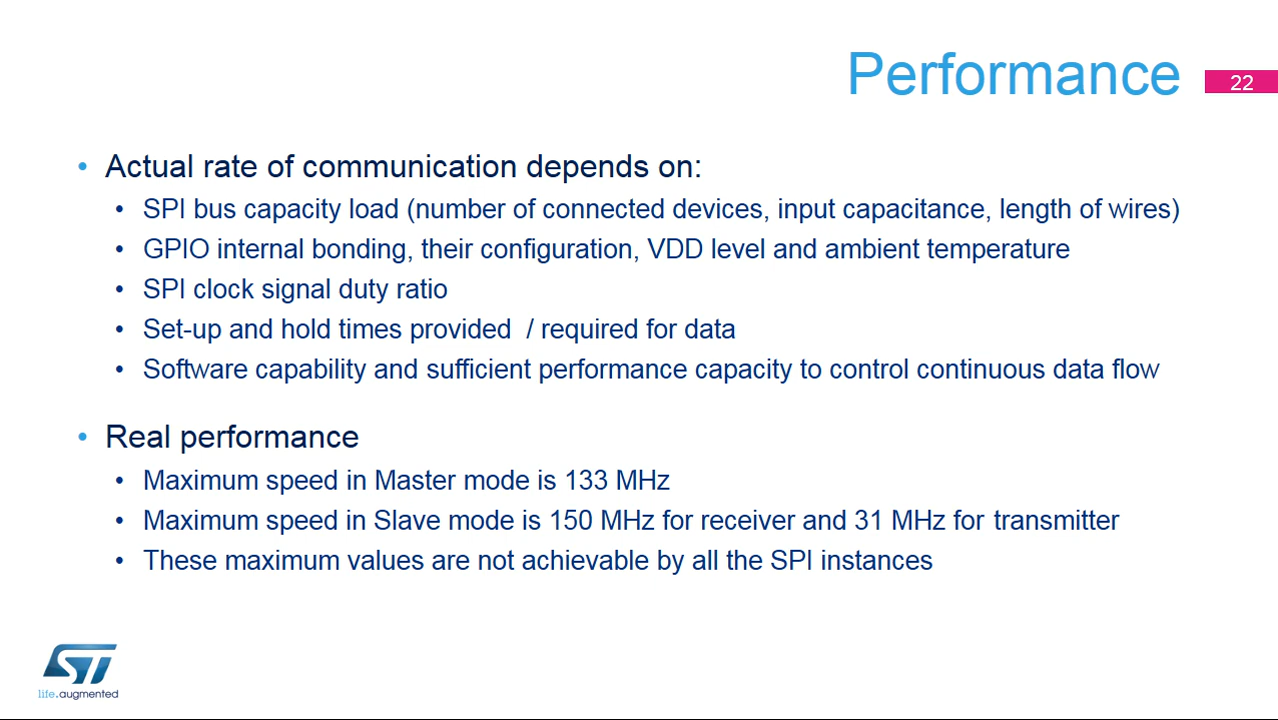 Performance
22
• Actual rate of communication depends on:
• SPI bus capacity load (number of connected devices, input capacitance, length of wires)
• GPIO internal bonding, their configuration, VDD level and ambient temperature
• SPI clock signal duty ratio
• Set-up and hold times provided / required for data
• Software capability and sufficient performance capacity to control continuous data flow
• Real performance
• Maximum speed in Master mode is 133 MHz
• Maximum speed in Slave mode is 150 MHz for receiver and 31 MHz for transmitter
• These maximum values are not achievable by all the SPI instances
ST
life.augmented